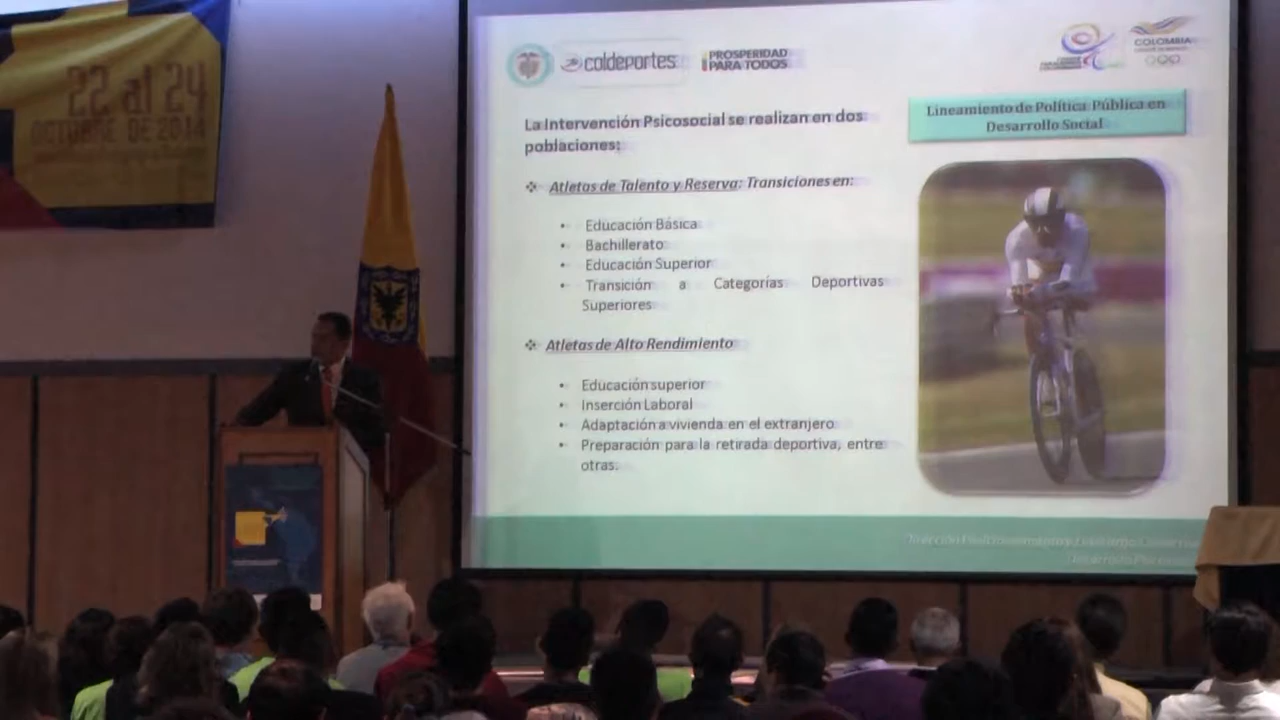 22 al 24
OCTUBRE DE 2014
coldeportes
PROSPERIDAD
PARA TODOS
COLOMBIA
Lineamiento de Política Pública en
Desarrollo Social
La Intervención Psicosocial se realizan en dos
poblaciones:
❖ Atletas de Talento y Reserva: Transiciones en:
• Educación Básica
• Bachillerato
• Educación Superior
• Transición a Categorías Deportivas
Superiores
❖ Atletas de Alto Rendimiento
• Educación superior
• Inserción Laboral
• Adaptación a vivienda en el extranjero
• Preparación para la retirada deportiva, entre
otras.